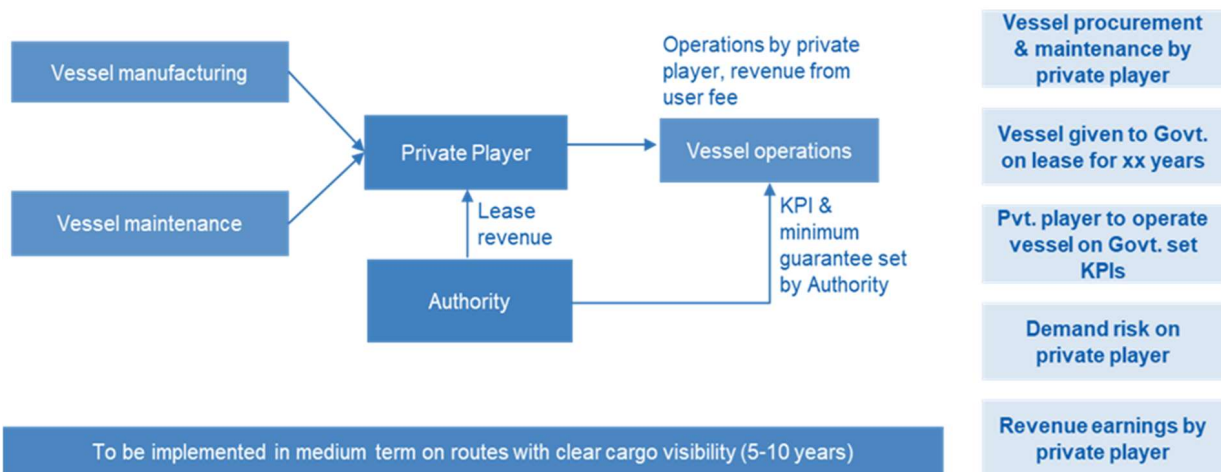 Vessel manufacturing
Vessel maintenance
Private Player
Lease
revenue
Authority
Operations by private
player, revenue from
user fee
Vessel operations
KPI &
minimum
guarantee set
by Authority
To be implemented in medium term on routes with clear cargo visibility (5-10 years)
Vessel procurement
& maintenance by
private player
Vessel given to Govt.
on lease for xx years
Pvt. player to operate
vessel on Govt. set
KPIs
Demand risk on
private player
Revenue earnings by
private player